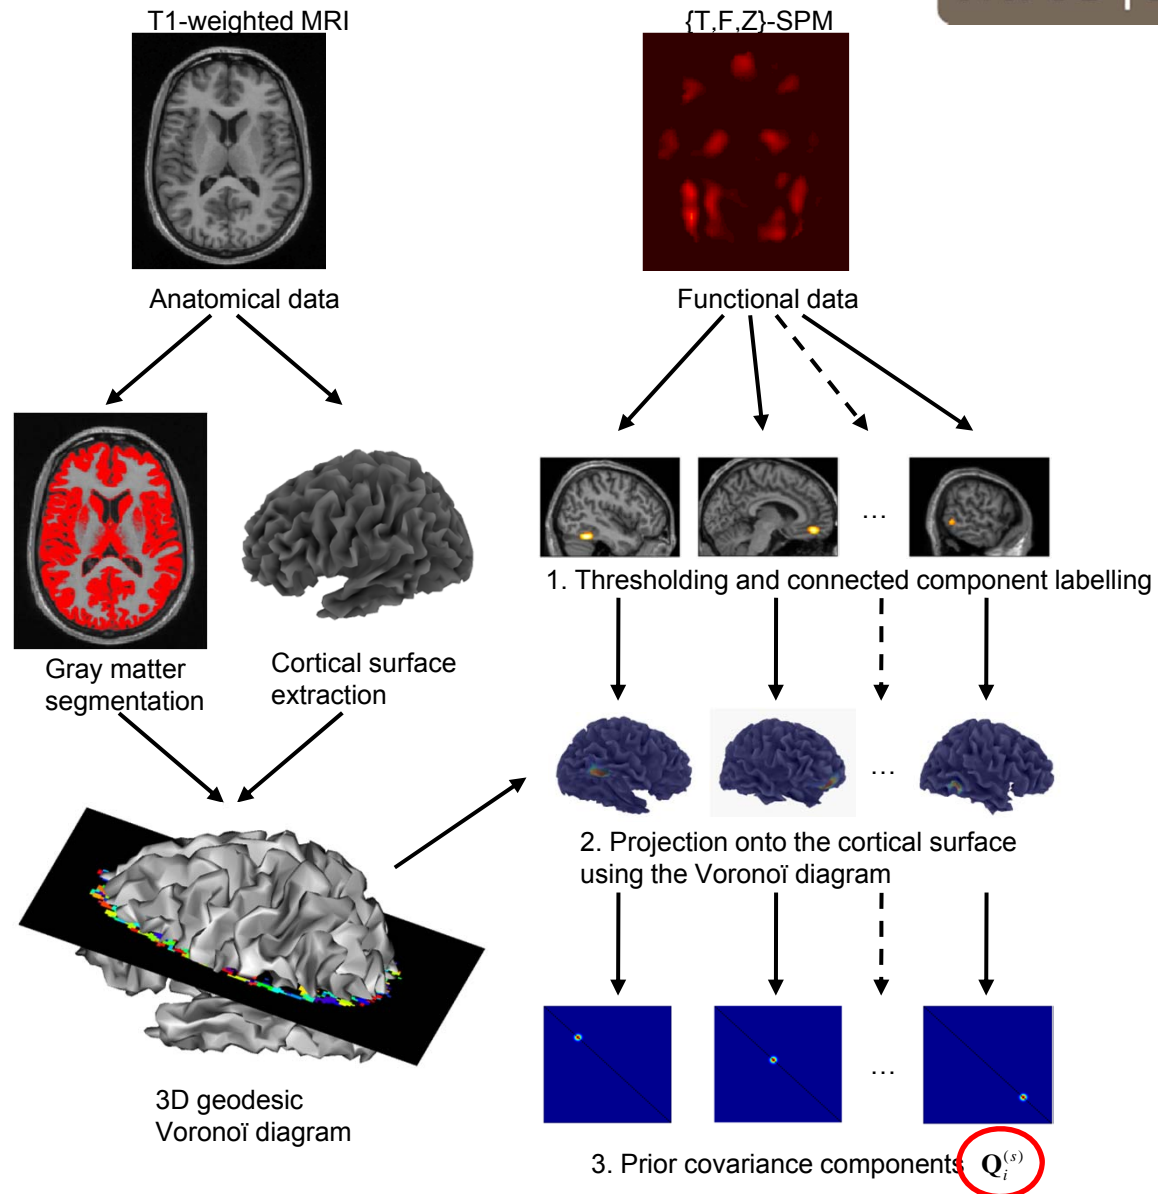 T1-weighted MRI
{T,F,Z}-SPM
Anatomical data
Functional data
...
1. Thresholding and connected component labelling
Gray matter
segmentation
Cortical surface
extraction
...
2. Projection onto the cortical surface
using the Voronoï diagram
...
3D geodesic
Voronoï diagram
3. Prior covariance components Q_i^{(s)}